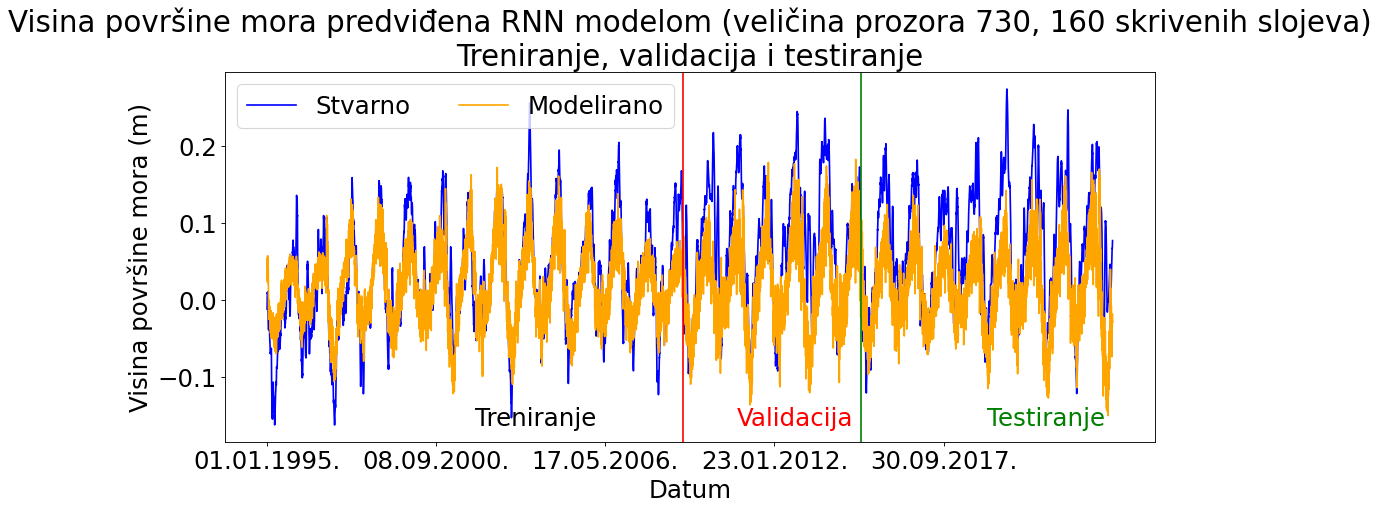 Visina površine mora predviđena RNN modelom (veličina prozora 730, 160 skrivenih slojeva)
Treniranje, validacija i testiranje
Stvarno
Modelirano
Visina površine mora (m)
0.2
0.1
0.0
−0.1
Treniranje
Validacija
Testiranje
01.01.1995.
08.09.2000.
17.05.2006.
23.01.2012.
30.09.2017.
Datum